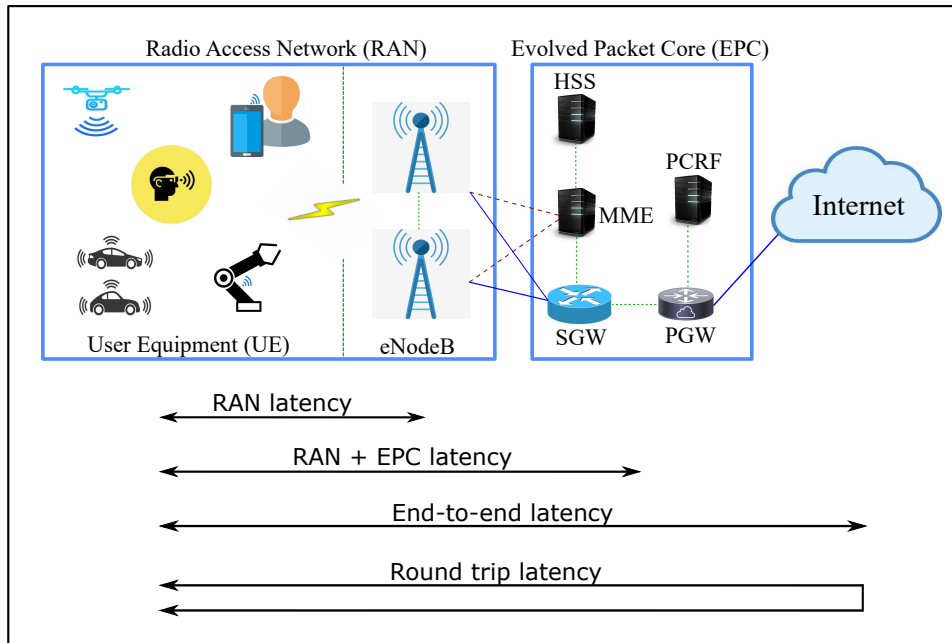 Radio Access Network (RAN)
Evolved Packet Core (EPC)
HSS
PCRF
MME
Internet
SGW
PGW
User Equipment (UE)
eNodeB
RAN latency
RAN + EPC latency
End-to-end latency
Round trip latency